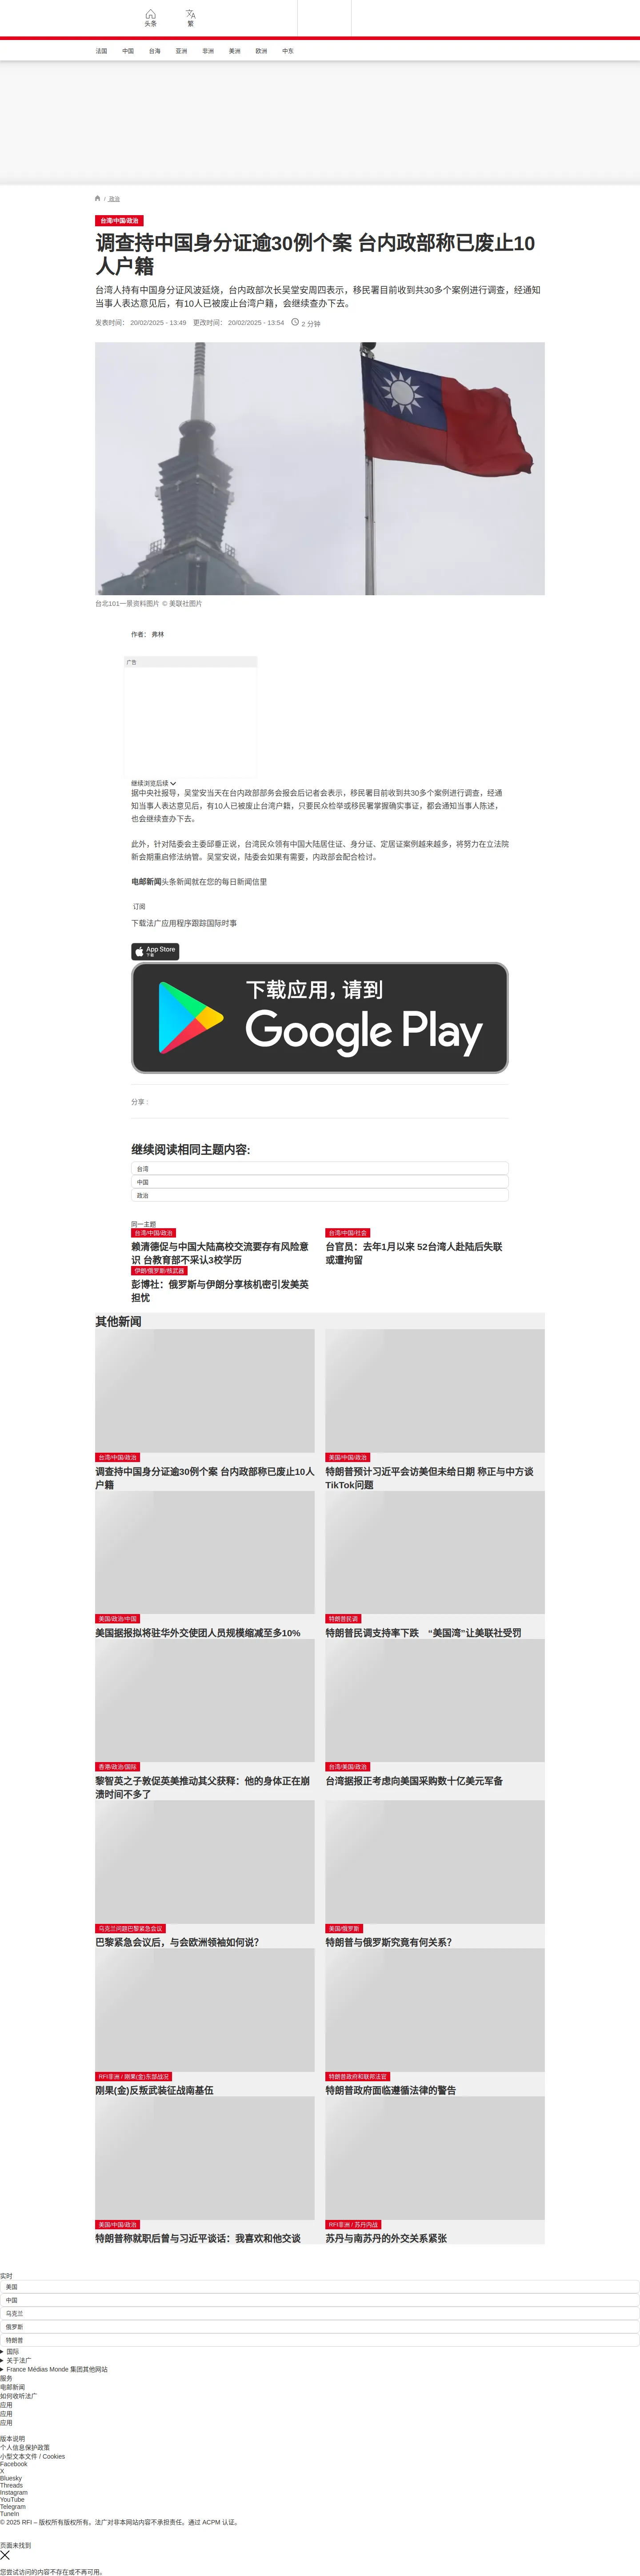 头条
繁
法国 中国 台海 亚洲 非洲 美洲 欧洲 中东
/ 政治
台湾/中国/政治
调查持中国身分证逾30例个案 台内政部称已废止10
人户籍
台湾人持有中国身分证风波延烧，台内政部次长吴堂安周四表示，移民署目前收到共30多个案例进行调查，经通知
当事人表达意见后，有10人已被废止台湾户籍，会继续查办下去。
发表时间： 20/02/2025 - 13:49 更改时间： 20/02/2025 - 13:54 2 分钟
台北101一景资料图片 © 美联社图片
作者： 弗林
广告
继续浏览后续
据中央社报导，吴堂安当天在台内政部部务会报会后记者会表示，移民署目前收到共30多个案例进行调查，经通
知当事人表达意见后，有10人已被废止台湾户籍，只要民众检举或移民署掌握确实事证，都会通知当事人陈述，
也会继续查办下去。
此外，针对陆委会主委邱垂正说，台湾民众领有中国大陆居住证、身分证、定居证案例越来越多，将努力在立法院
新会期重启修法纳管。吴堂安说，陆委会如果有需要，内政部会配合检讨。
电邮新闻头条新闻就在您的每日新闻信里
订阅
下载法广应用程序跟踪国际时事
App Store
下载
下载应用，请到
Google Play
分享 :
继续阅读相同主题内容:
台湾
中国
政治
同一主题
台湾/中国/政治
赖清德促与中国大陆高校交流要存有风险意
识 台教育部不采认3校学历
台湾/中国/社会
台官员：去年1月以来 52台湾人赴陆后失联
或遭拘留
伊朗/俄罗斯/核武器
彭博社：俄罗斯与伊朗分享核机密引发美英
担忧
其他新闻
台湾/中国/政治
调查持中国身分证逾30例个案 台内政部称已废止10人
户籍
美国/中国/政治
特朗普预计习近平会访美但未给日期 称正与中方谈
TikTok问题
美国/政治/中国
美国据报拟将驻华外交使团人员规模缩减至多10%
特朗普民调
特朗普民调支持率下跌　“美国湾”让美联社受罚
香港/政治/国际
黎智英之子敦促英美推动其父获释：他的身体正在崩
溃时间不多了
台湾/美国/政治
台湾据报正考虑向美国采购数十亿美元军备
乌克兰问题巴黎紧急会议
巴黎紧急会议后，与会欧洲领袖如何说？
美国/俄罗斯
特朗普与俄罗斯究竟有何关系？
RFI非洲 / 刚果(金)东部战况
刚果(金)反叛武装征战南基伍
特朗普政府和联邦法官
特朗普政府面临遵循法律的警告
美国/中国/政治
特朗普称就职后曾与习近平谈话：我喜欢和他交谈
RFI非洲 / 苏丹内战
苏丹与南苏丹的外交关系紧张
实时
美国
中国
乌克兰
俄罗斯
特朗普
国际
关于法广
France Médias Monde 集团其他网站
服务
电邮新闻
如何收听法广
应用
应用
应用
版本说明
个人信息保护政策
小型文本文件 / Cookies
Facebook
X
Bluesky
Threads
Instagram
YouTube
Telegram
TuneIn
© 2025 RFI – 版权所有版权所有。法广对非本网站内容不承担责任。通过 ACPM 认证。
页面未找到
您尝试访问的内容不存在或不再可用。